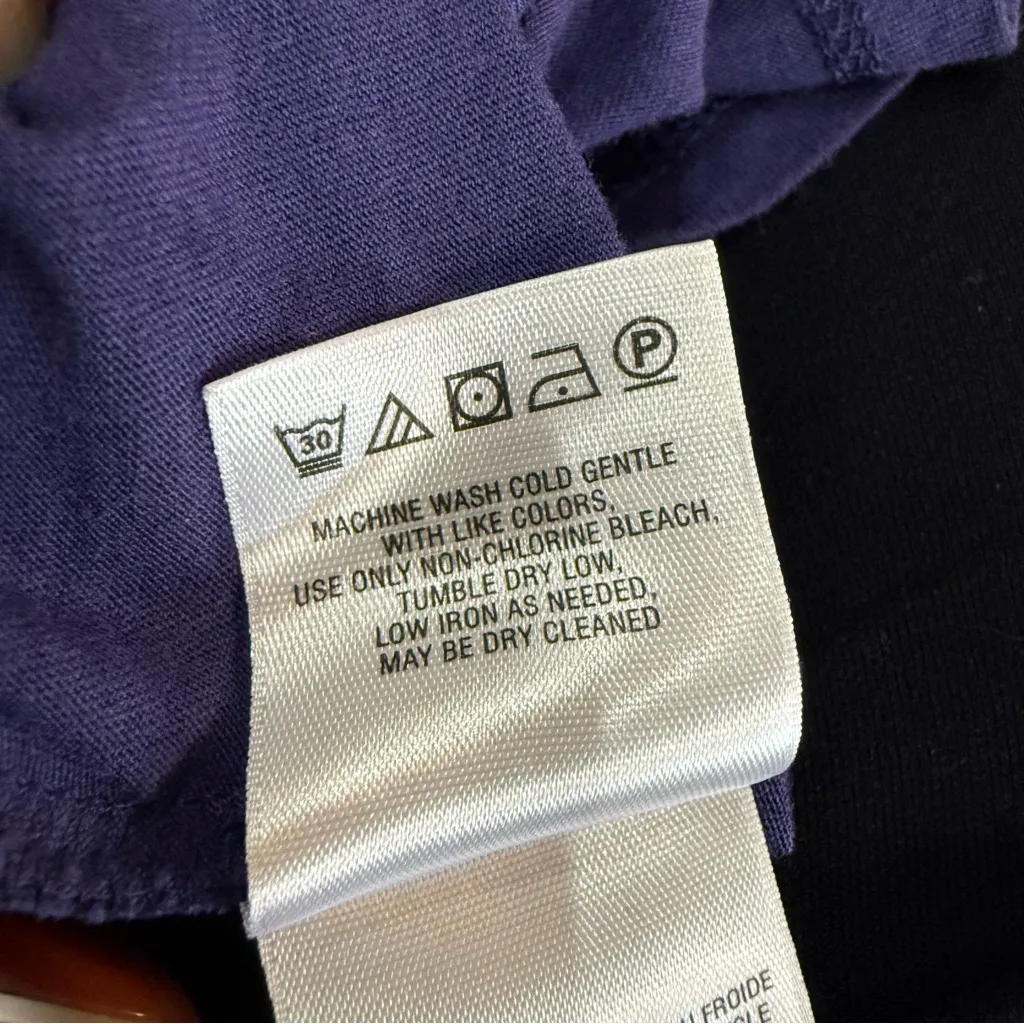 30 P
MACHINE WASH COLD GENTLE
WITH LIKE COLORS,
USE ONLY NON-CHLORINE BLEACH,
TUMBLE DRY LOW,
LOW IRON AS NEEDED,
MAY BE DRY CLEANED
FROIDE